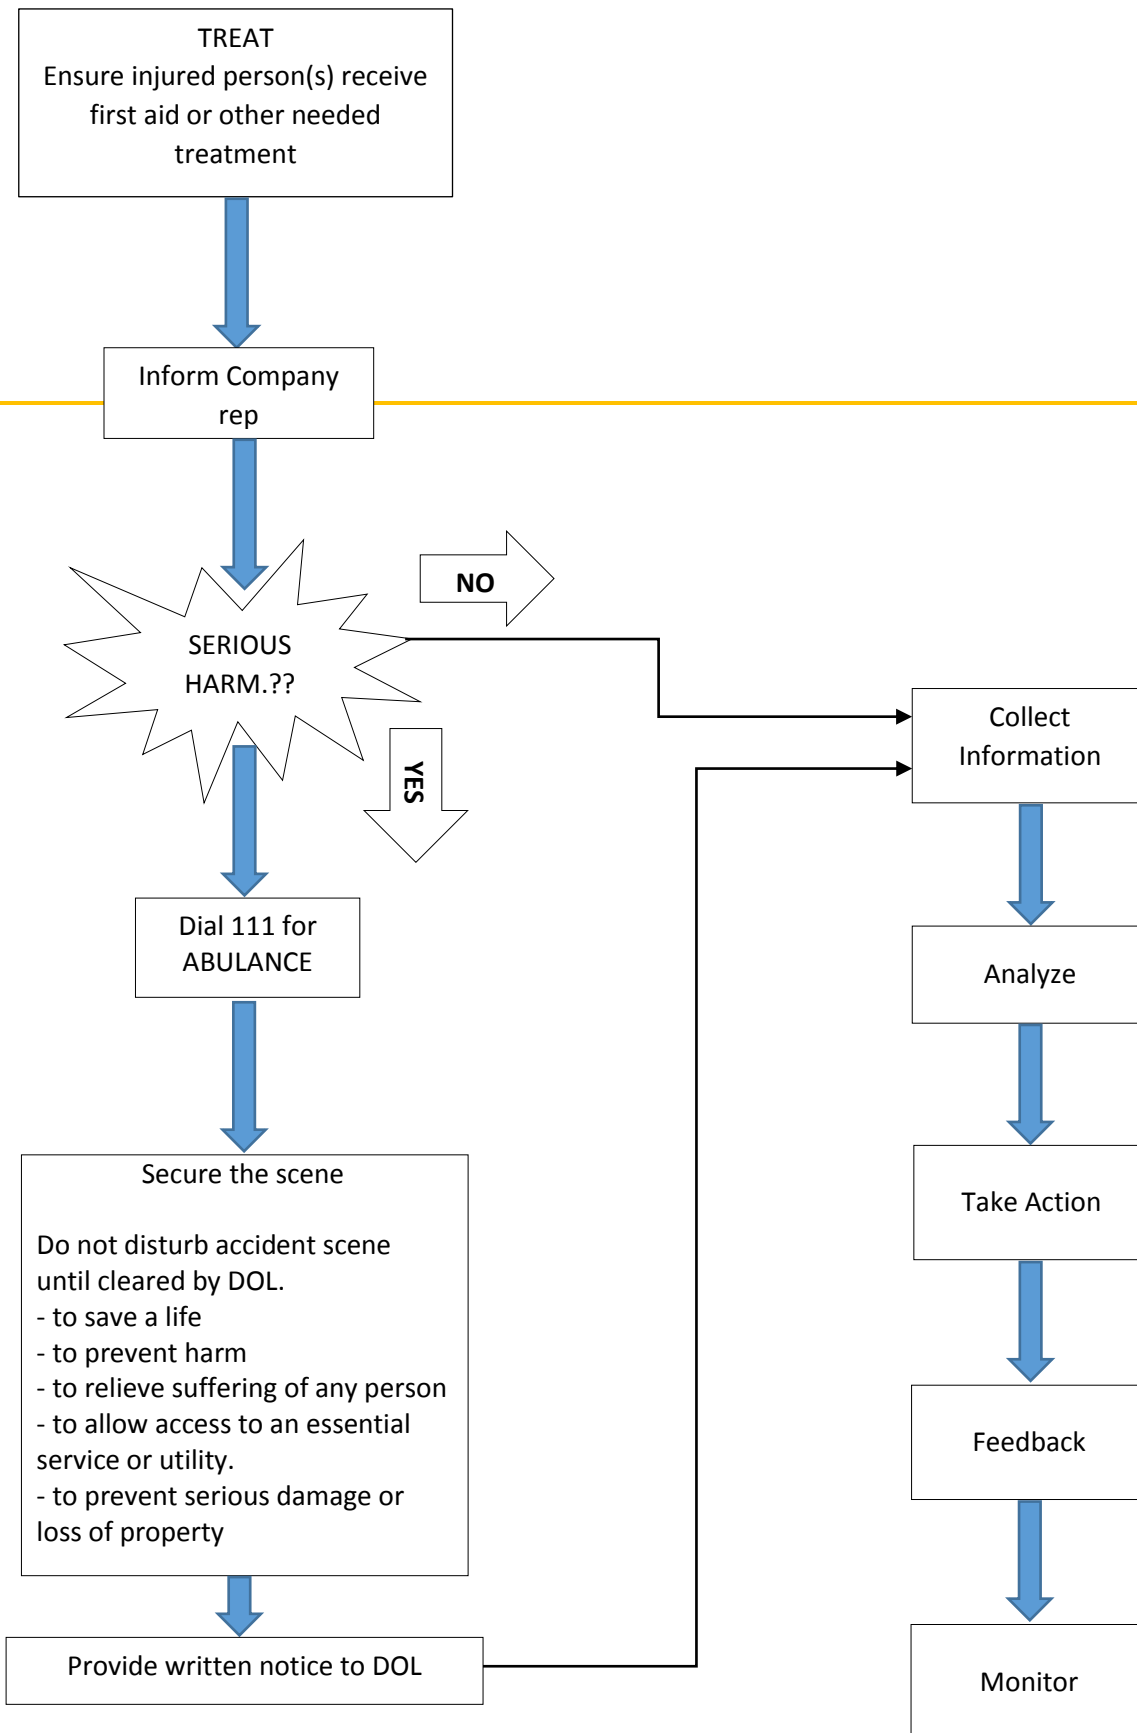 TREAT
Ensure injured person(s) receive
first aid or other needed
treatment
Inform Company
rep
NO
SERIOUS
HARM.??
YES
Dial 111 for
ABULANCE
Secure the scene
Do not disturb accident scene
until cleared by DOL.
- to save a life
- to prevent harm
- to relieve suffering of any person
- to allow access to an essential
service or utility.
- to prevent serious damage or
loss of property
Provide written notice to DOL
Collect
Information
Analyze
Take Action
Feedback
Monitor